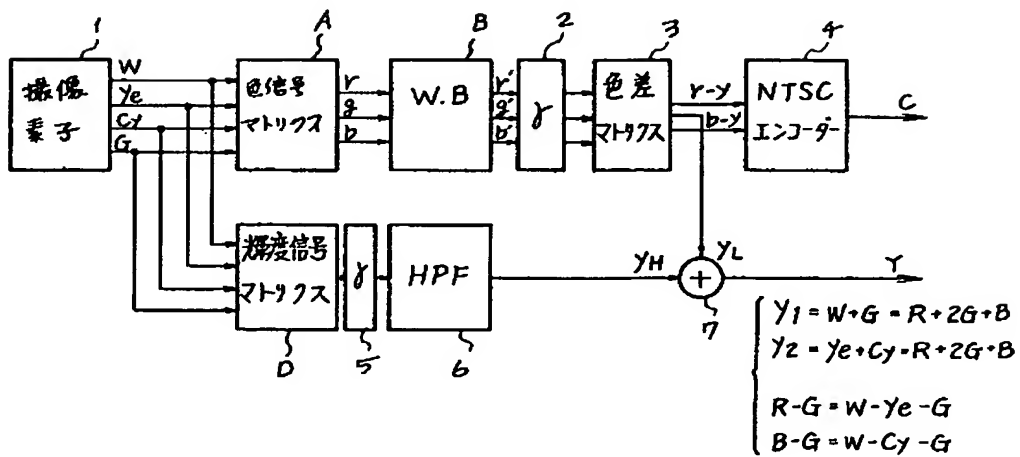 1
A
B
2
3
4
撮像
素子
W
Ye
Cy
G
色信号
マトリクス
r
g
b
W.B
r'
g'
b'
γ
色差
マトリクス
r-y
b-y
NTSC
エンコーダー
C
輝度信号
マトリクス
γ
HPF
YH
YL
+
Y
D
5
6
7
Y1=W+G=R+2G+B
Y2=Ye+Cy=R+2G+B
R-G=W-Ye-G
B-G=W-Cy-G